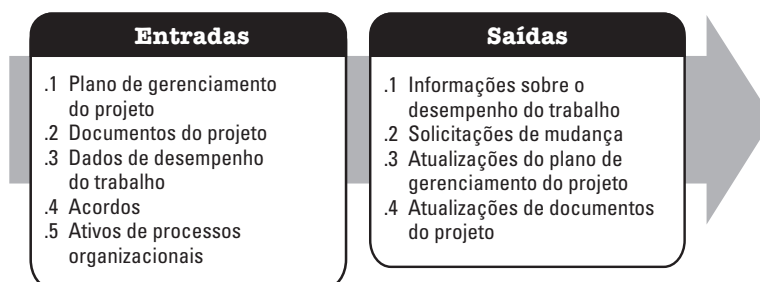 Entradas
.1 Plano de gerenciamento
do projeto
.2 Documentos do projeto
.3 Dados de desempenho
do trabalho
.4 Acordos
.5 Ativos de processos
organizacionais
Saídas
.1 Informações sobre o
desempenho do trabalho
.2 Solicitações de mudança
.3 Atualizações do plano de
gerenciamento do projeto
.4 Atualizações de documentos
do projeto